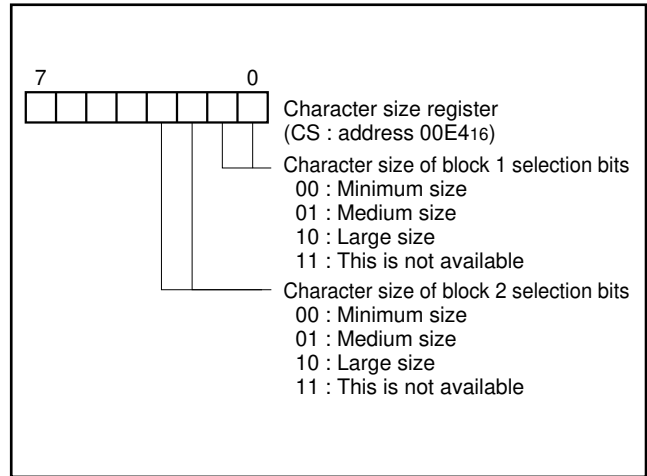 7 0
Character size register
(CS : address 00E416)
Character size of block 1 selection bits
00 : Minimum size
01 : Medium size
10 : Large size
11 : This is not available
Character size of block 2 selection bits
00 : Minimum size
01 : Medium size
10 : Large size
11 : This is not available